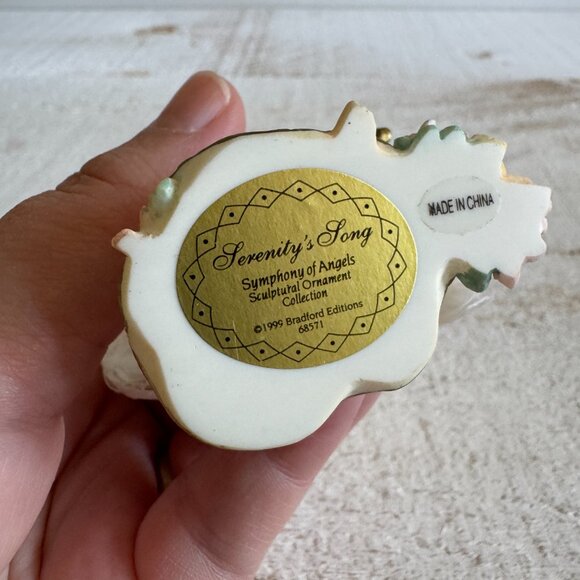 Serenity's Song
Symphony of Angels
Sculptural Ornament
Collection
©1999 Bradford Editions
68571
MADE IN CHINA